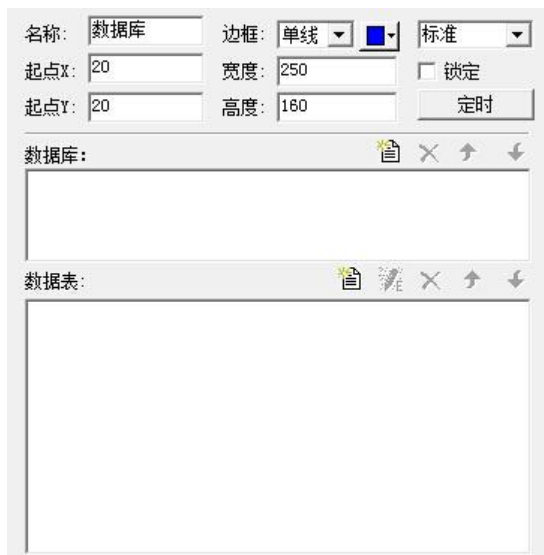 名称: 数据库 边框: 单线 标准
起点X: 20 宽度: 250 锁定
起点Y: 20 高度: 160 定时
数据库:
数据表: